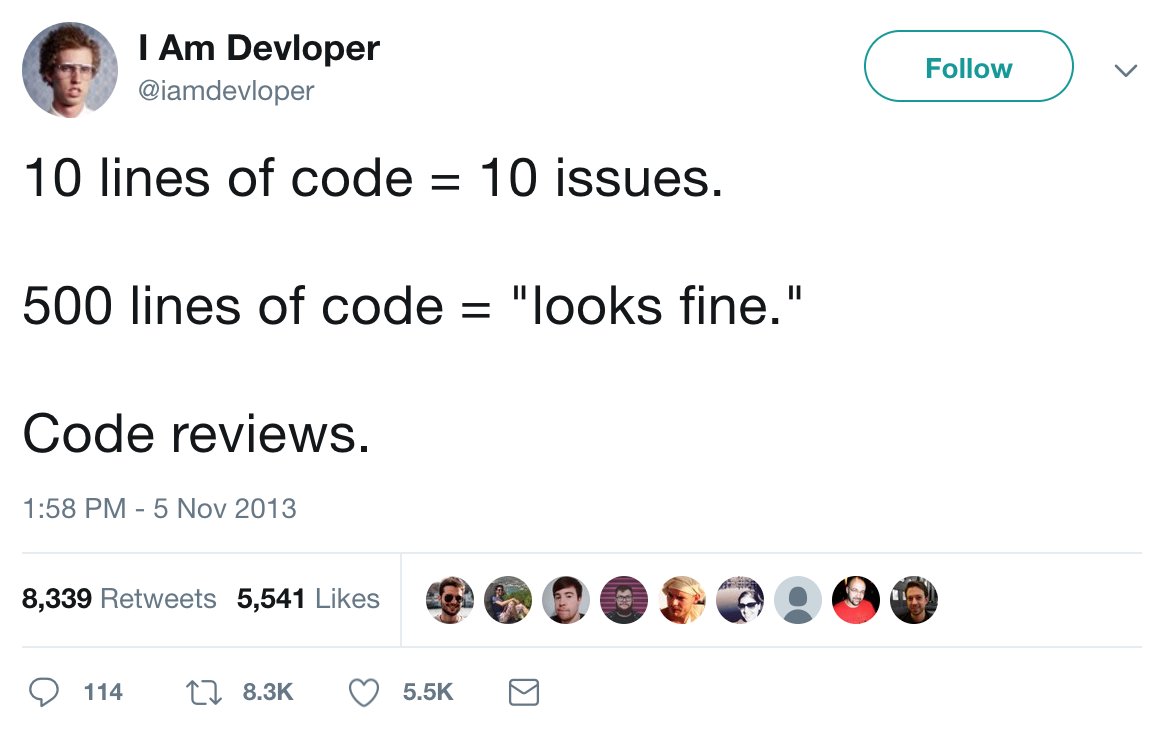 I Am Devloper
@iamdevloper
Follow
10 lines of code = 10 issues.
500 lines of code = "looks fine."
Code reviews.
1:58 PM - 5 Nov 2013
8,339 Retweets 5,541 Likes
114 8.3K 5.5K